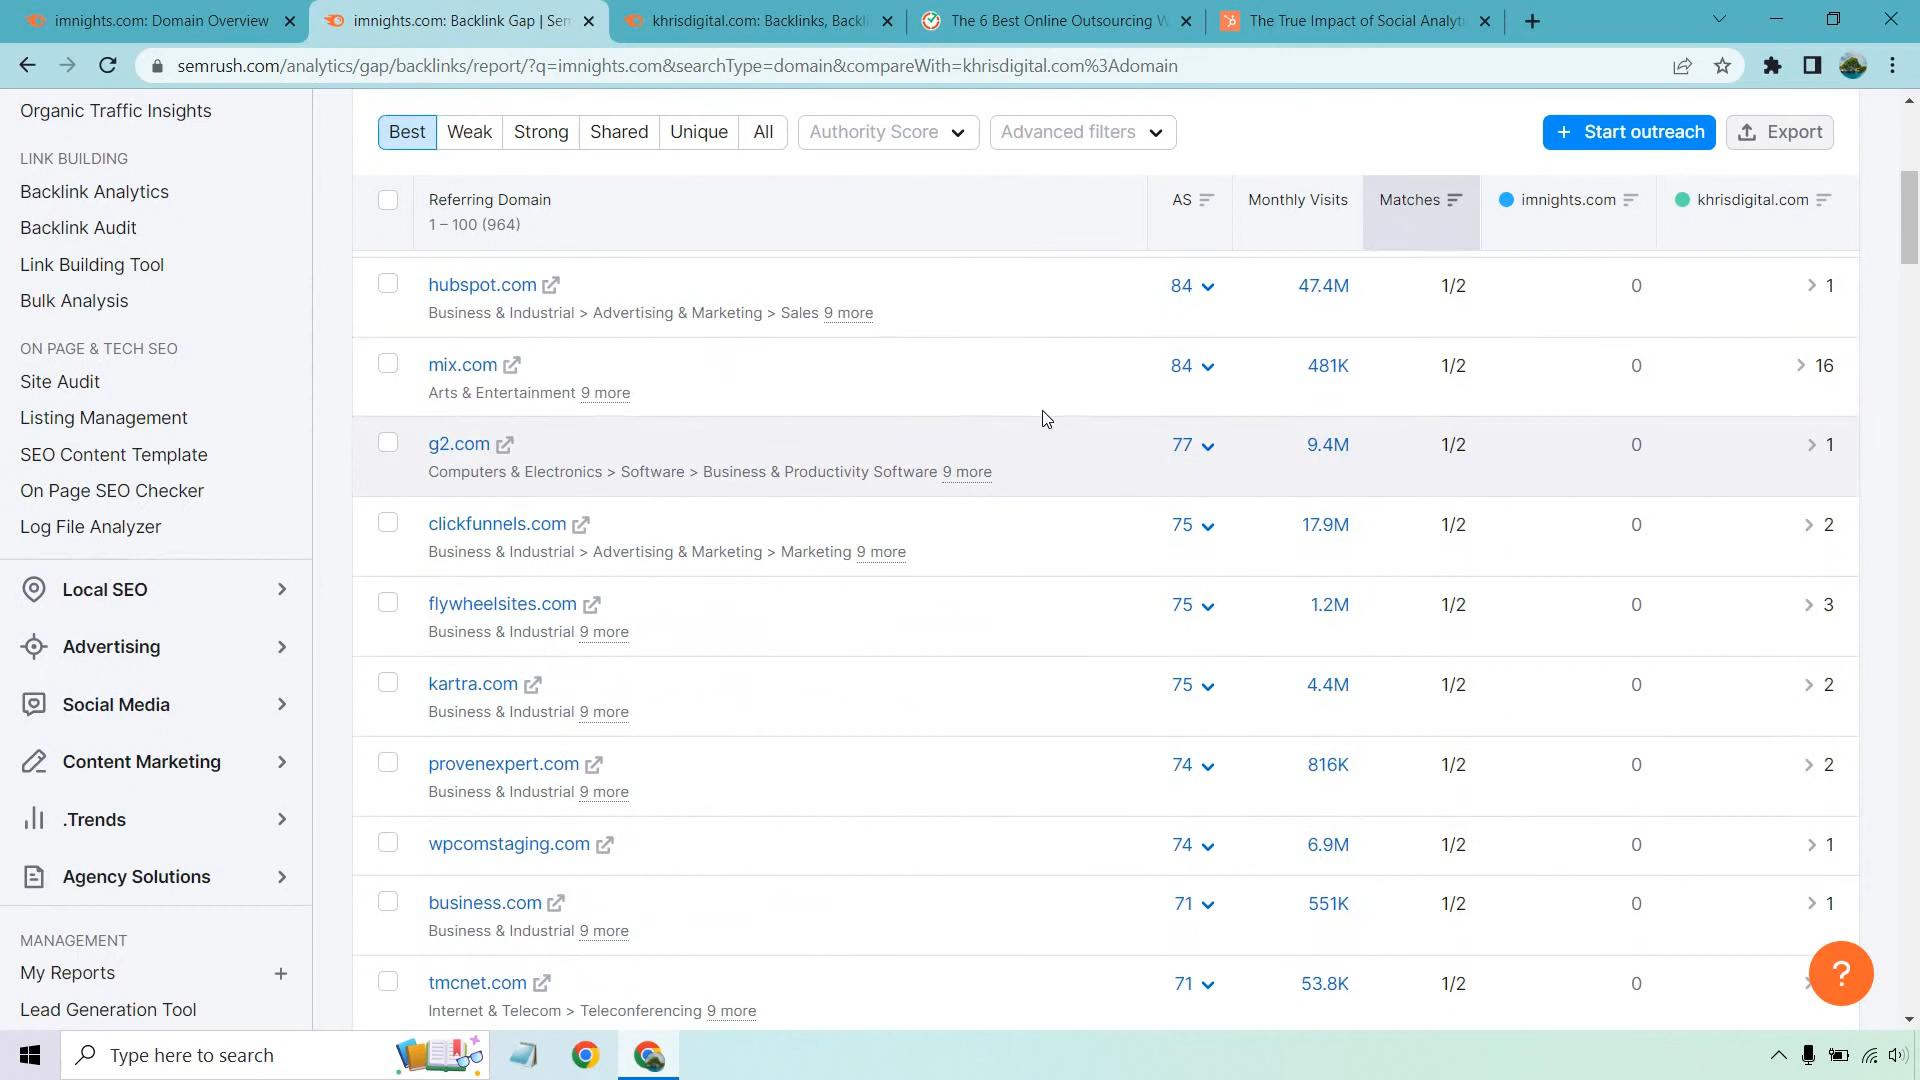 imnights.com: Domain Overview
imnights.com: Backlink Gap | Sem
khrisdigital.com: Backlinks, Backli
The 6 Best Online Outsourcing W
The True Impact of Social Analyt
semrush.com/analytics/gap/backlinks/report/?q=imnights.com&searchType=domain&compareWith=khrisdigital.com%3Adomain
Organic Traffic Insights
LINK BUILDING
Backlink Analytics
Backlink Audit
Link Building Tool
Bulk Analysis
ON PAGE & TECH SEO
Site Audit
Listing Management
SEO Content Template
On Page SEO Checker
Log File Analyzer
Local SEO
Advertising
Social Media
Content Marketing
.Trends
Agency Solutions
MANAGEMENT
My Reports +
Lead Generation Tool
Best Weak Strong Shared Unique All Authority Score Advanced filters + Start outreach Export
Referring Domain AS Monthly Visits Matches imnights.com khrisdigital.com
1 – 100 (964)
hubspot.com 84 47.4M 1/2 0 > 1
Business & Industrial > Advertising & Marketing > Sales 9 more
mix.com 84 481K 1/2 0 > 16
Arts & Entertainment 9 more
g2.com 77 9.4M 1/2 0 > 1
Computers & Electronics > Software > Business & Productivity Software 9 more
clickfunnels.com 75 17.9M 1/2 0 > 2
Business & Industrial > Advertising & Marketing > Marketing 9 more
flywheelsites.com 75 1.2M 1/2 0 > 3
Business & Industrial 9 more
kartra.com 75 4.4M 1/2 0 > 2
Business & Industrial 9 more
provenexpert.com 74 816K 1/2 0 > 2
Business & Industrial 9 more
wpcomstaging.com 74 6.9M 1/2 0 > 1
business.com 71 551K 1/2 0 > 1
Business & Industrial 9 more
tmcnet.com 71 53.8K 1/2 0
Internet & Telecom > Teleconferencing 9 more
?
Type here to search